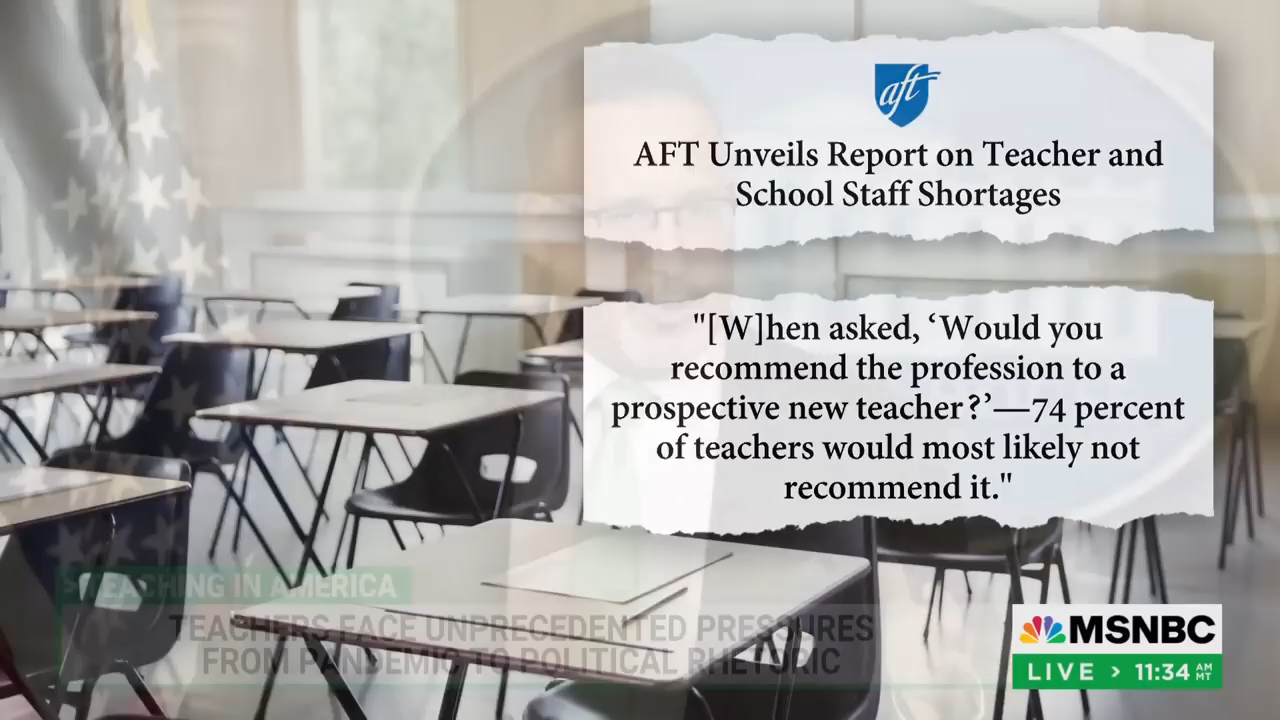 aft
AFT Unveils Report on Teacher and
School Staff Shortages
"[W]hen asked, ‘Would you
recommend the profession to a
prospective new teacher?’—74 percent
of teachers would most likely not
recommend it."
TEACHING IN AMERICA
TEACHERS FACE UNPRECEDENTED PRESSURES
FROM PANDEMIC TO POLITICAL RHETORIC
MSNBC
LIVE > 11:34 AM MT